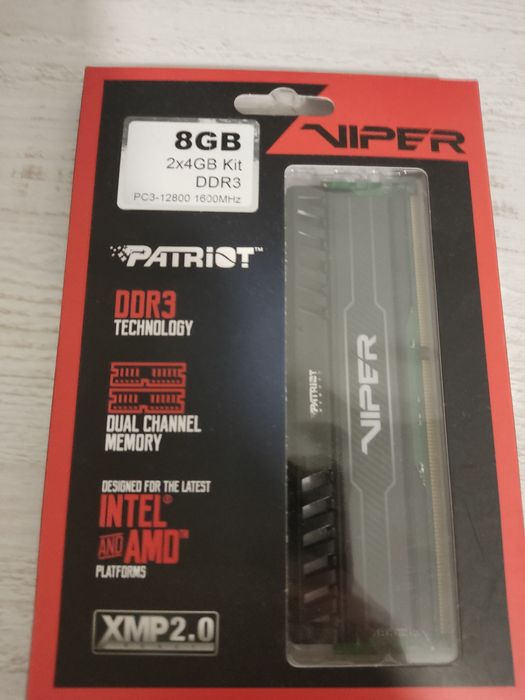 8GB
2x4GB Kit
DDR3
PC3-12800 1600MHz
VIPER
PATRIOT™
DDR3
TECHNOLOGY
DUAL CHANNEL
MEMORY
DESIGNED FOR THE LATEST
INTEL®
AND AMD™
PLATFORMS
XMP2.0
PATRIOT
VIPER